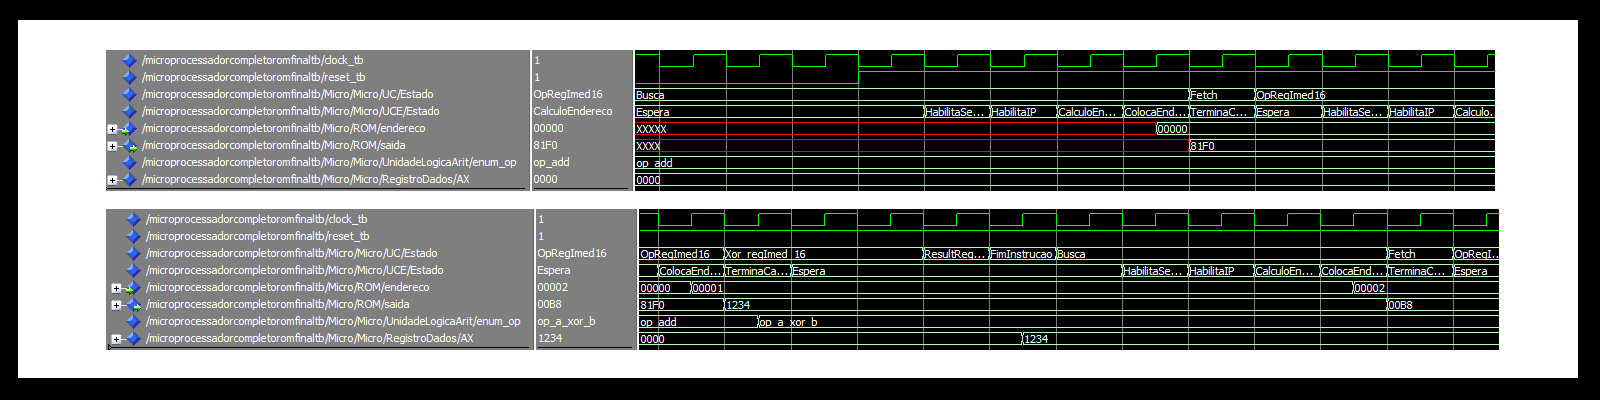 /microprocessadorcompletoromfinaltb/clock_tb 1
/microprocessadorcompletoromfinaltb/reset_tb 1
/microprocessadorcompletoromfinaltb/Micro/Micro/UC/Estado OpRegImed16 Busca Fetch OpRegImed16
/microprocessadorcompletoromfinaltb/Micro/Micro/UCE/Estado CalculoEndereco Espera HabilitaSe... HabilitaIP CalculoEn... ColocaEnd... TerminaC... Espera HabilitaSe... HabilitaIP Calculo...
/microprocessadorcompletoromfinaltb/Micro/ROM/endereco 00000 XXXXX 00000
/microprocessadorcompletoromfinaltb/Micro/ROM/saida 81F0 XXXX 81F0
/microprocessadorcompletoromfinaltb/Micro/Micro/UnidadeLogicaArit/enum_op op_add op_add
/microprocessadorcompletoromfinaltb/Micro/Micro/RegistroDados/AX 0000 0000
/microprocessadorcompletoromfinaltb/clock_tb 1
/microprocessadorcompletoromfinaltb/reset_tb 1
/microprocessadorcompletoromfinaltb/Micro/Micro/UC/Estado OpRegImed16 OpRegImed16 Xor_regImed_16 ResultReq... FimInstrucao Busca Fetch OpRegI...
/microprocessadorcompletoromfinaltb/Micro/Micro/UCE/Estado Espera ColocaEnd... TerminaCa... Espera HabilitaSe... HabilitaIP CalculoEn... ColocaEnd... TerminaC... Espera
/microprocessadorcompletoromfinaltb/Micro/ROM/endereco 00002 00000 00001 00002
/microprocessadorcompletoromfinaltb/Micro/ROM/saida 00B8 81F0 1234 00B8
/microprocessadorcompletoromfinaltb/Micro/Micro/UnidadeLogicaArit/enum_op op_a_xor_b op_add op_a_xor_b
/microprocessadorcompletoromfinaltb/Micro/Micro/RegistroDados/AX 1234 0000 1234